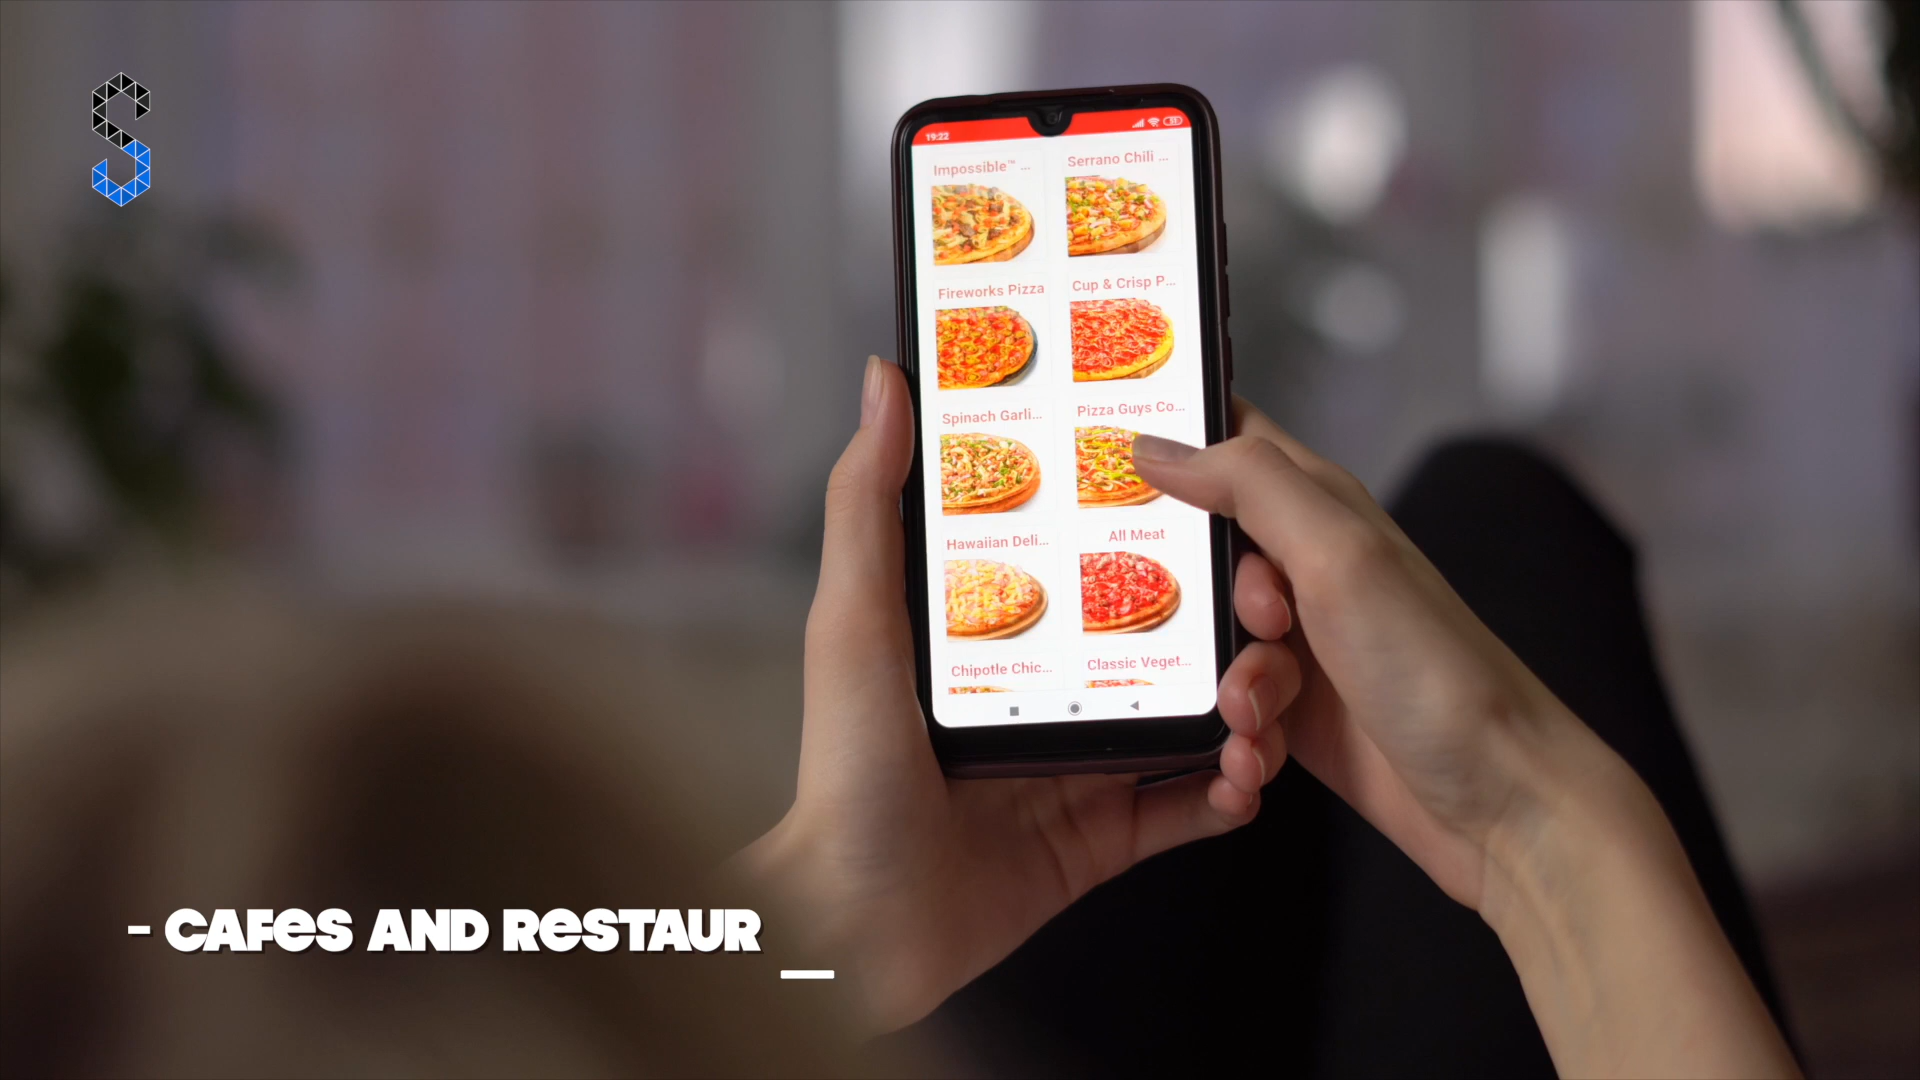 19:22
Impossible™ ...
Serrano Chili ...
Fireworks Pizza
Cup & Crisp P...
Spinach Garli...
Pizza Guys Co...
Hawaiian Deli...
All Meat
Chipotle Chic...
Classic Veget...
- CAFeS AND ReSTAUR_